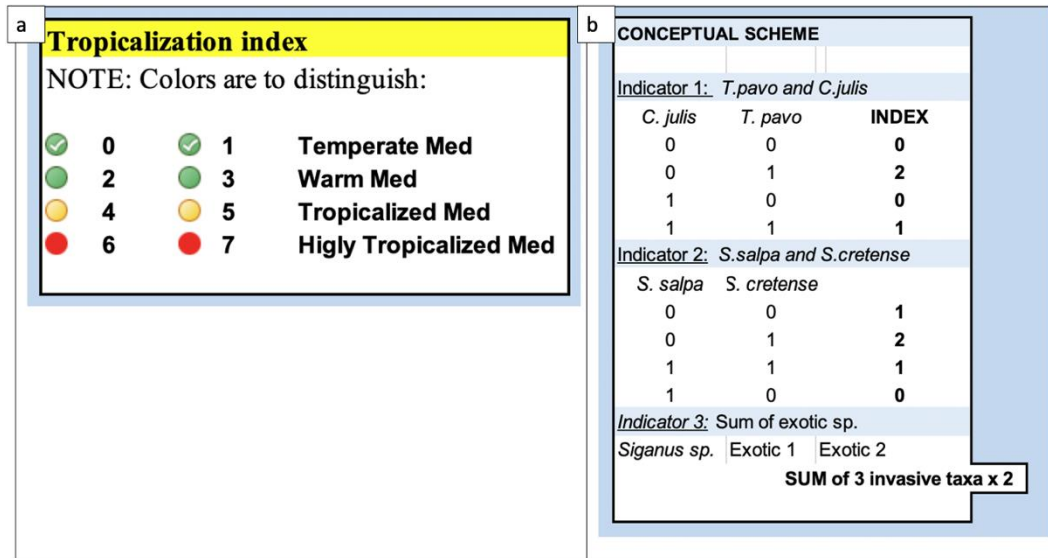 a
Tropicalization index
NOTE: Colors are to distinguish:
0 1 Temperate Med
2 3 Warm Med
4 5 Tropicalized Med
6 7 Higly Tropicalized Med
b
CONCEPTUAL SCHEME
Indicator 1: T.pavo and C.julis
C. julis T. pavo INDEX
0 0 0
0 1 2
1 0 0
1 1 1
Indicator 2: S.salpa and S.cretense
S. salpa S. cretense
0 0 1
0 1 2
1 1 1
1 0 0
Indicator 3: Sum of exotic sp.
Siganus sp. Exotic 1 Exotic 2
SUM of 3 invasive taxa x 2